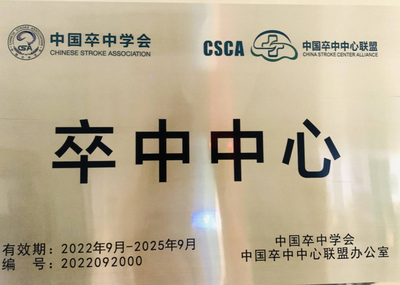 中国卒中学会
CHINESE STROKE ASSOCIATION
CSA
CSCA
中国卒中中心联盟
CHINA STROKE CENTER ALLIANCE
卒中中心
有效期：2022年9月-2025年9月
编 号：2022092000
中国卒中学会
中国卒中中心联盟办公室